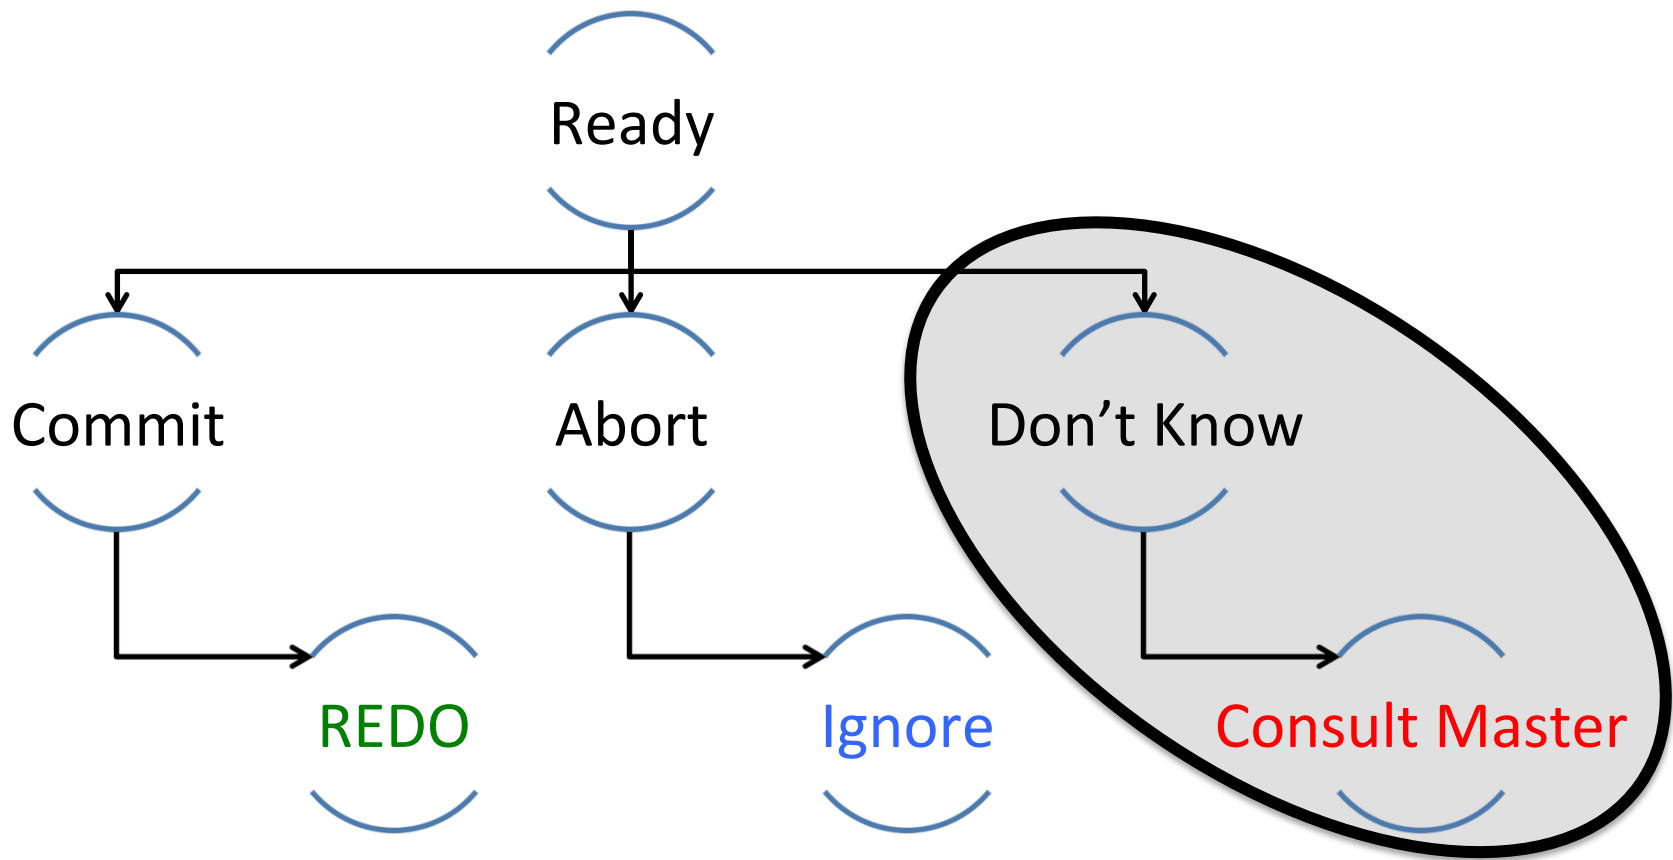 Ready
Commit
Abort
Don’t Know
REDO
Ignore
Consult Master